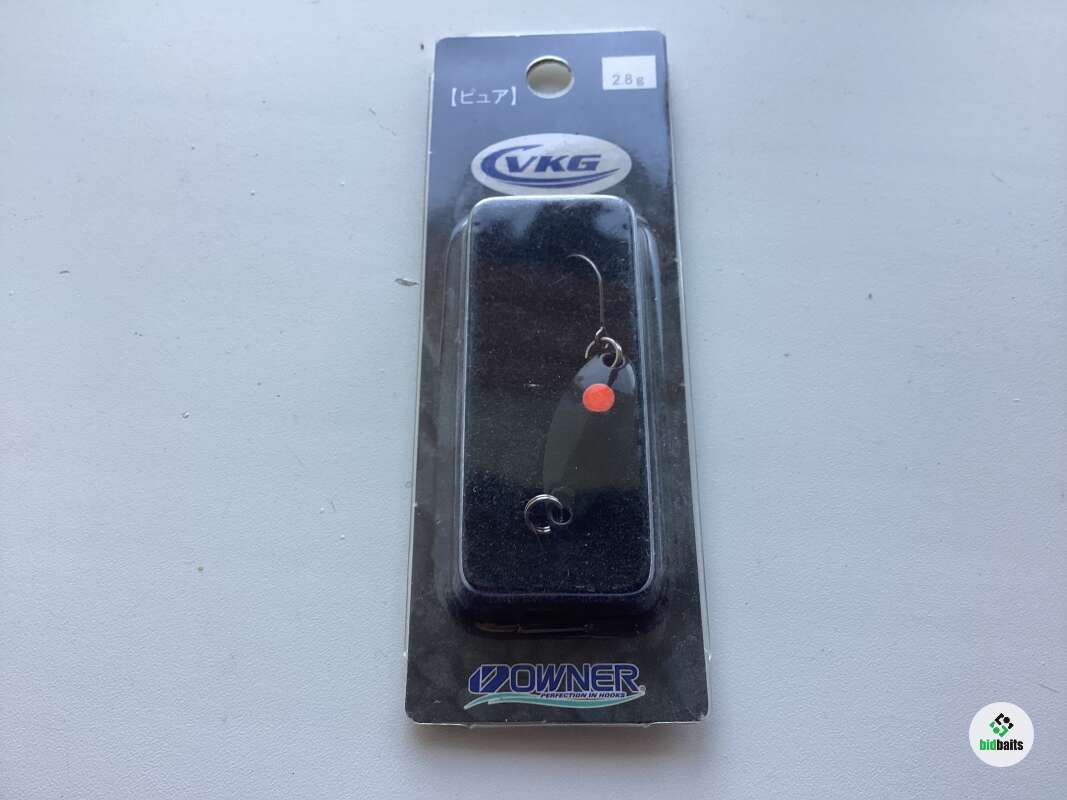 2.8g
【ピュア】
VKG
OWNER
PERFECTION IN HOOKS
bidbaits